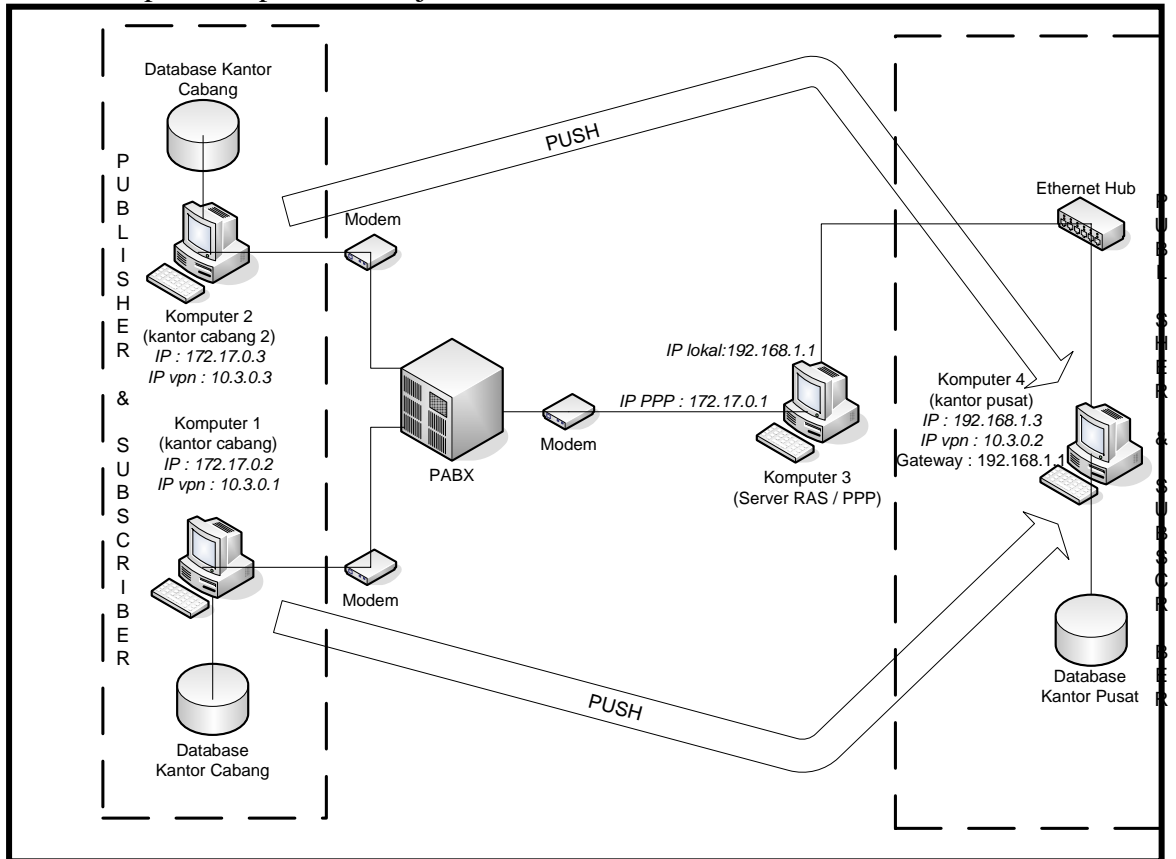 Database Kantor
Cabang
PUBLISHER & SUBSCRIBER
Komputer 2
(kantor cabang 2)
IP : 172.17.0.3
IP vpn : 10.3.0.3
Komputer 1
(kantor cabang)
IP : 172.17.0.2
IP vpn : 10.3.0.1
Database
Kantor Cabang
Modem
Modem
PUSH
PUSH
PABX
Modem
IP PPP : 172.17.0.1
IP lokal:192.168.1.1
Komputer 3
(Server RAS / PPP)
Ethernet Hub
Komputer 4
(kantor pusat)
IP : 192.168.1.3
IP vpn : 10.3.0.2
Gateway : 192.168.1.1
Database
Kantor Pusat
PUBLISHER & SUBSCRIBER